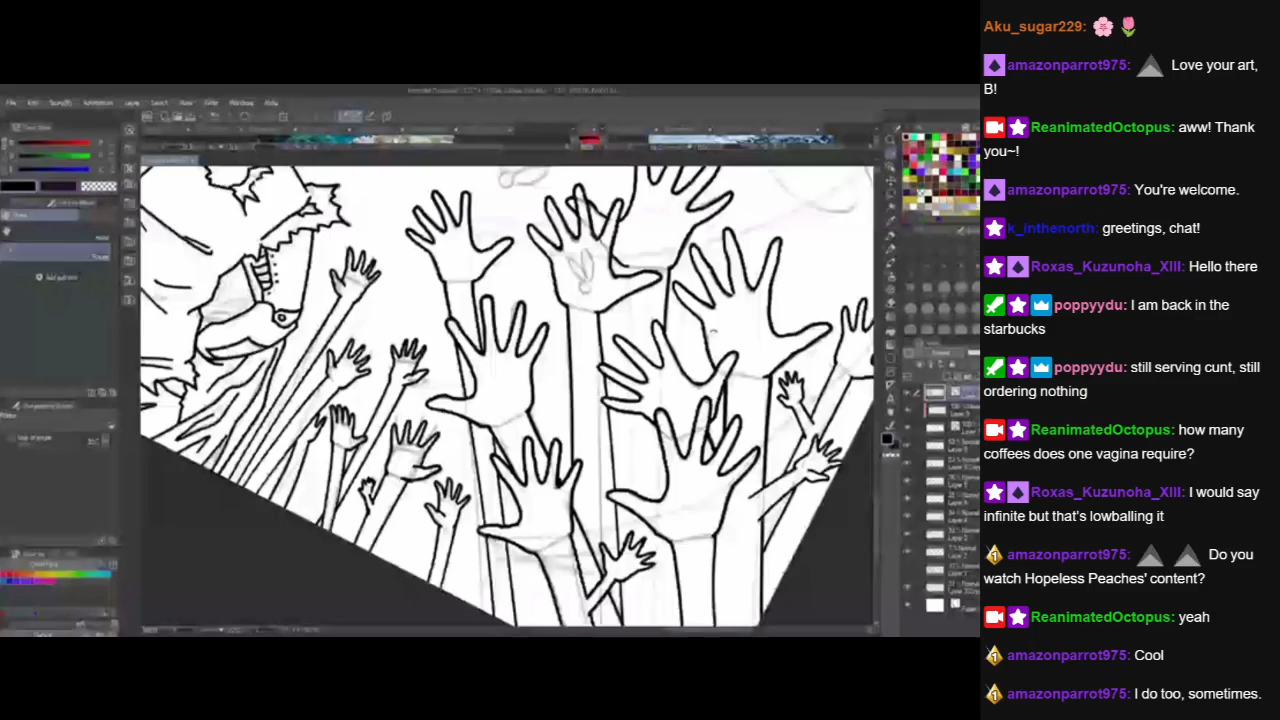 Aku_sugar229: 🌸 🌷
amazonparrot975: Love your art,
B!
ReanimatedOctopus: aww! Thank
you~!
amazonparrot975: You're welcome.
k_inthenorth: greetings, chat!
Roxas_Kuzunoha_XIII: Hello there
poppyydu: I am back in the
starbucks
poppyydu: still serving cunt, still
ordering nothing
ReanimatedOctopus: how many
coffees does one vagina require?
Roxas_Kuzunoha_XIII: I would say
infinite but that's lowballing it
amazonparrot975: Do you
watch Hopeless Peaches' content?
ReanimatedOctopus: yeah
amazonparrot975: Cool
amazonparrot975: I do too, sometimes.